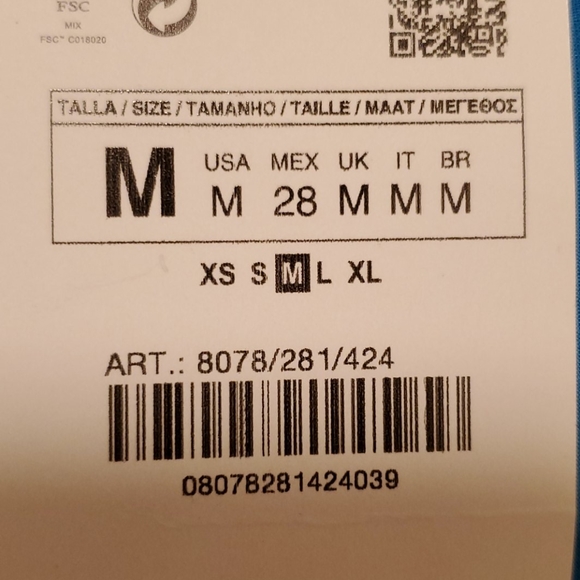 FSC
MIX
FSC™ C018020
TALLA / SIZE / TAMANHO / TAILLE / MAAT / ΜΕΓΕΘΟΣ
M USA MEX UK IT BR
M 28 M M M
XS S M L XL
ART.: 8078/281/424
08078281424039